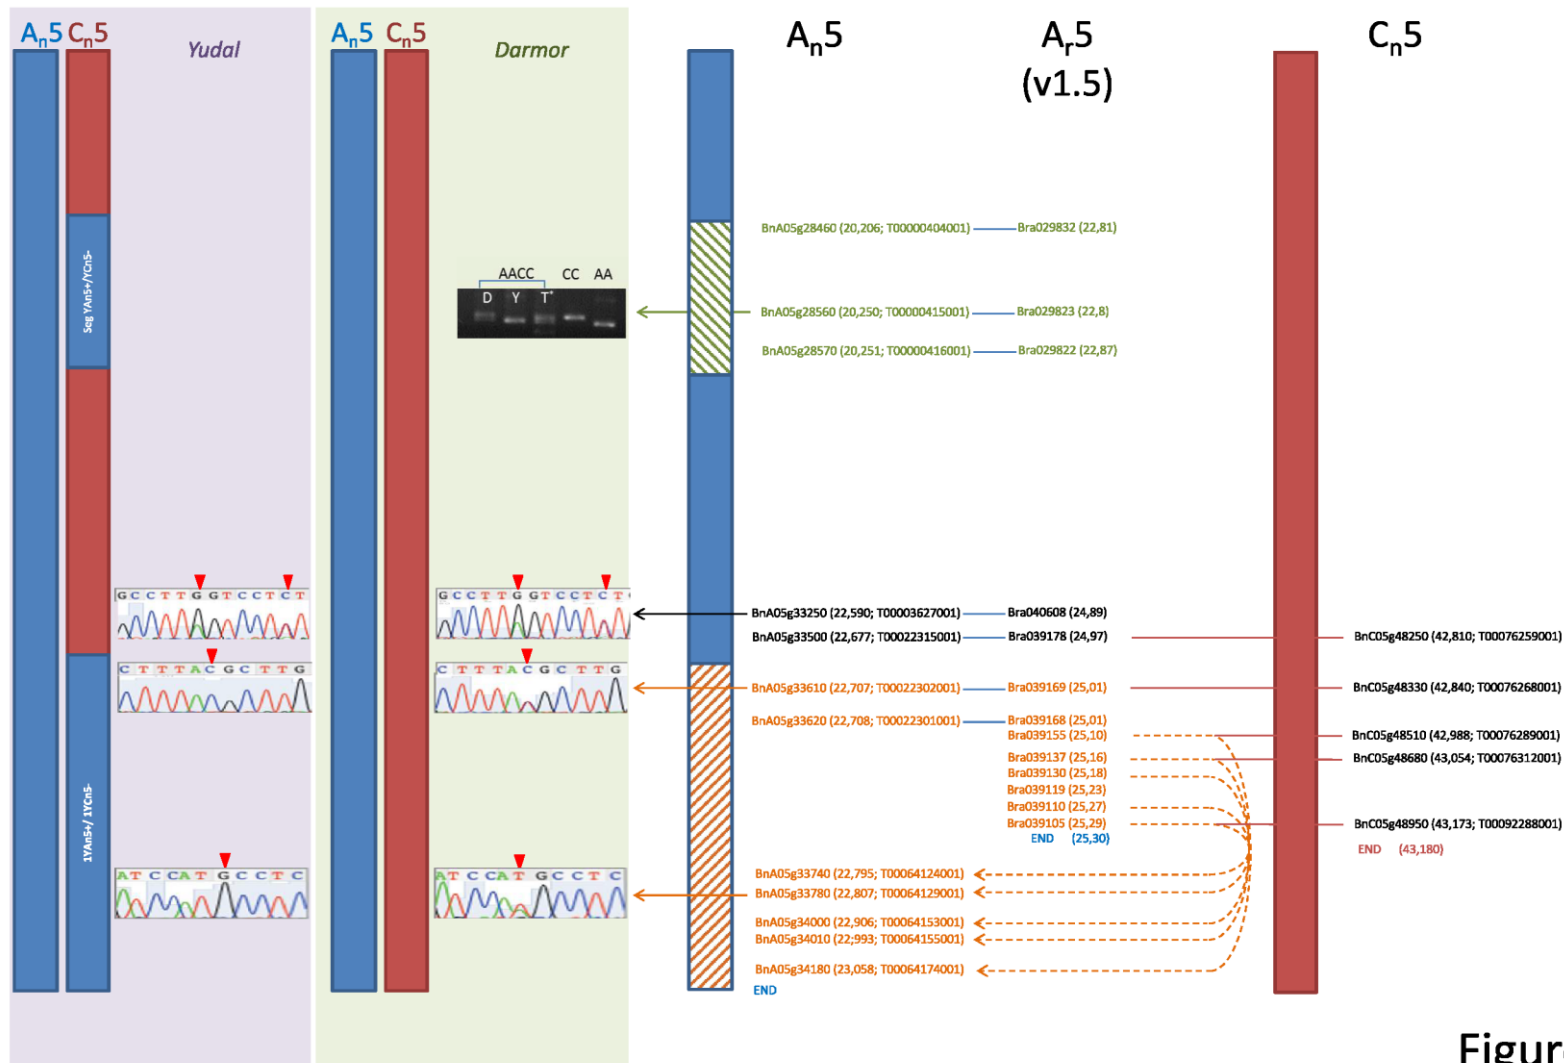 An5 Cn5
Yudal
An5 Cn5
Darmor
An5
Ar5
(v1.5)
Cn5
Seg YAn5+/YCn5-
1YAn5+/ 1YCn5-
AACC CC AA
D Y T*
BnA05g28460 (20,206; T00000404001) Bra029832 (22,81)
BnA05g28560 (20,250; T00000415001) Bra029823 (22,8)
BnA05g28570 (20,251; T00000416001) Bra029822 (22,87)
GCCTTGGTCCTCT
GCCTTGGTCCTCT
BnA05g33250 (22,590; T00003627001) Bra040608 (24,89)
BnA05g33500 (22,677; T00022315001) Bra039178 (24,97) BnC05g48250 (42,810; T00076259001)
CTTTACGCTTG
CTTTACGCTTG
BnA05g33610 (22,707; T00022302001) Bra039169 (25,01) BnC05g48330 (42,840; T00076268001)
BnA05g33620 (22,708; T00022301001) Bra039168 (25,01)
Bra039155 (25,10) BnC05g48510 (42,988; T00076289001)
Bra039137 (25,16) BnC05g48680 (43,054; T00076312001)
Bra039130 (25,18)
Bra039119 (25,23)
Bra039110 (25,27)
Bra039105 (25,29) BnC05g48950 (43,173; T00092288001)
END (25,30) END (43,180)
ATCCATGCCTC
ATCCATGCCTC
BnA05g33740 (22,795; T00064124001)
BnA05g33780 (22,807; T00064129001)
BnA05g34000 (22,906; T00064153001)
BnA05g34010 (22;993; T00064155001)
BnA05g34180 (23,058; T00064174001)
END
Figur